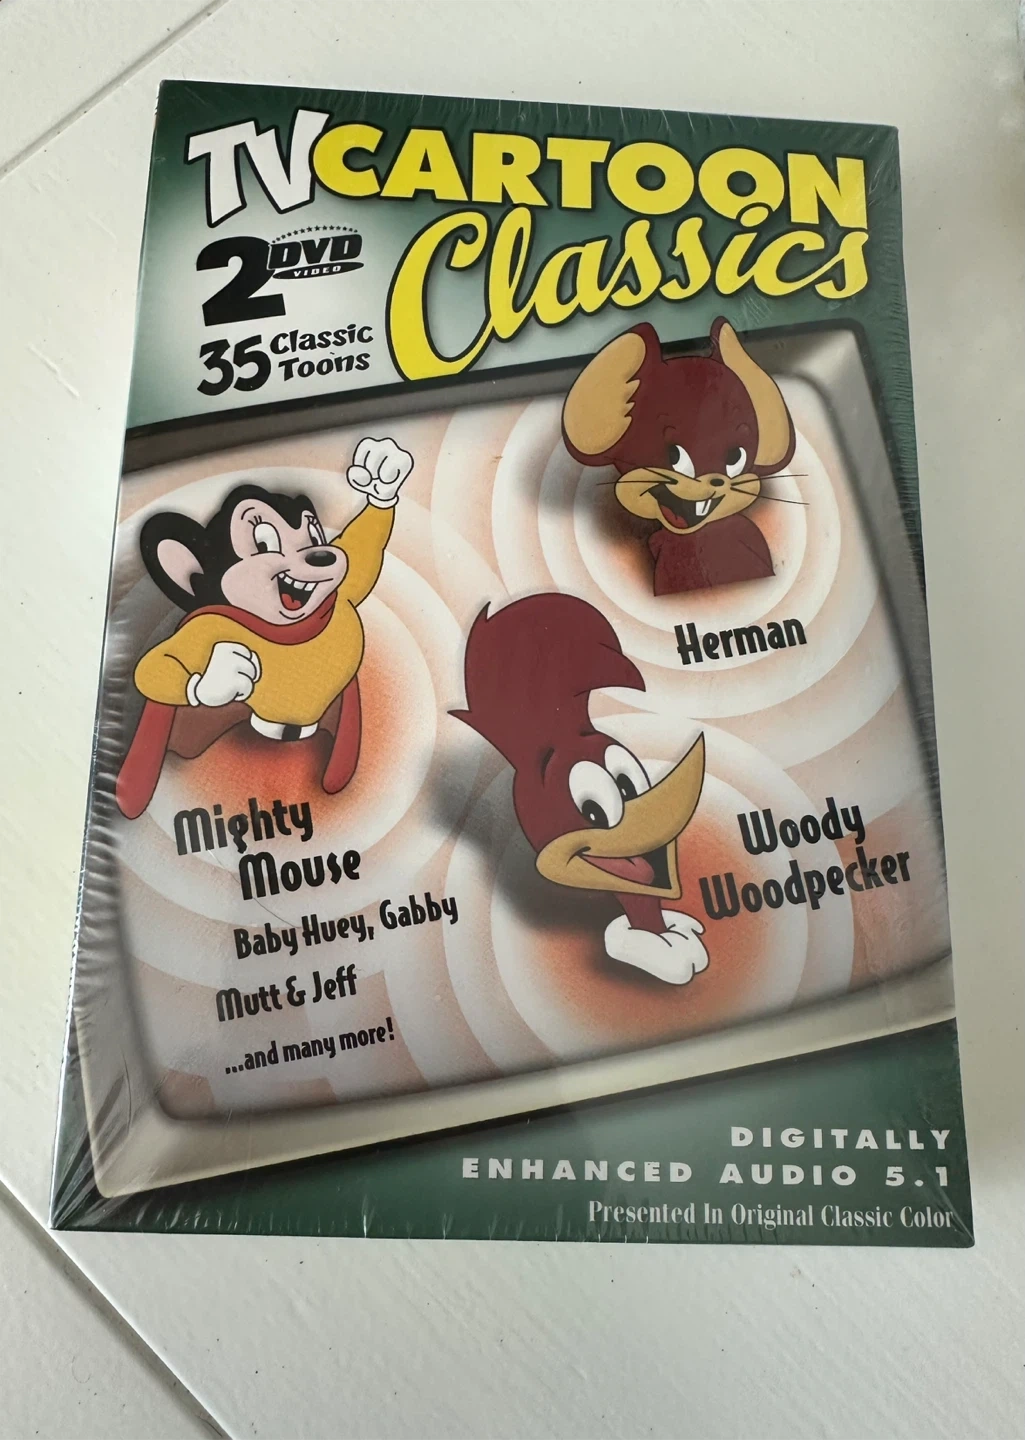 TV CARTOON
Classics
2 DVD
VIDEO
35 Classic
Toons
Herman
Mighty
Mouse
Woody
Woodpecker
Baby Huey, Gabby
Mutt & Jeff
...and many more!
DIGITALLY
ENHANCED AUDIO 5.1
Presented In Original Classic Color